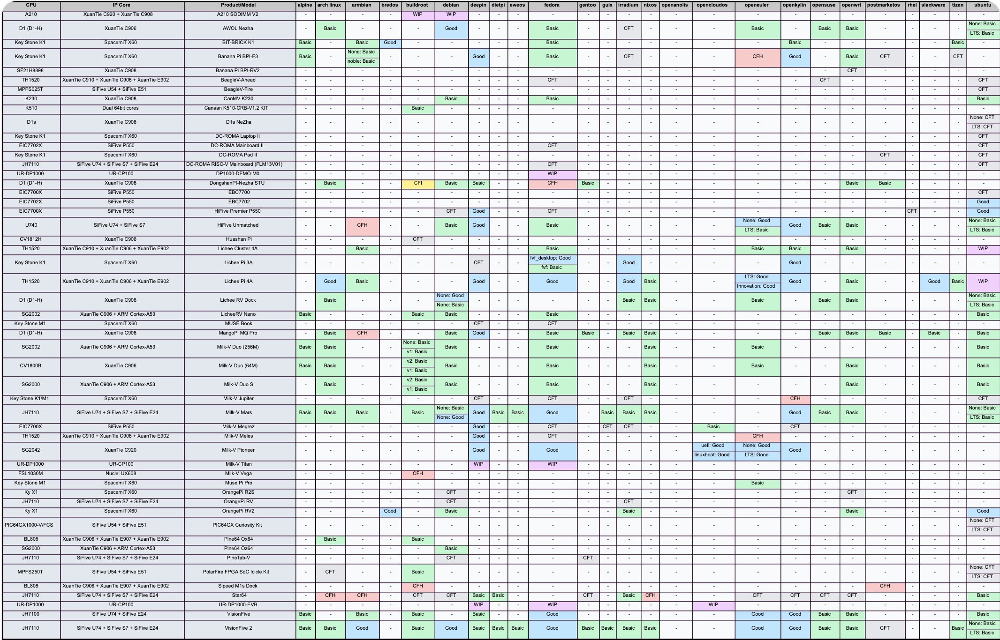 CPU IP Core Product/Model alpine arch linux armbian bredos buildroot debian deepin dietpi eweos fedora gentoo guix irradium nixos openanolis opencloudos openeuler openkylin opensuse openwrt postmarketos rhel slackware tizen ubuntu
A210 XuanTie C920 + XuanTie C908 A210 SODIMM V2 - - - - WIP WIP - - - - - - - - - - - - - - - - - - -
D1 (D1-H) XuanTie C906 AWOL Nezha - Basic - - - Good - - - Basic - - CFT - - - Basic - Basic Basic - - - - None: Basic LTS: Basic
Key Stone K1 SpacemiT X60 BIT-BRICK K1 Basic - Basic Good - - - - - Basic - - - - - - - Basic - - - - - Basic -
Key Stone K1 SpacemiT X60 Banana Pi BPI-F3 Basic - None: Basic noble: Basic - - - Good - - Basic - - CFT - - - CFH Good - Basic CFT - - CFT -
SF21H8898 XuanTie C908 Banana Pi BPI-RV2 - - - - - - - - - - - - - - - - - - - CFT - - - - -
TH1520 XuanTie C910 + XuanTie C906 + XuanTie E902 BeagleV-Ahead - - - - - - - - - CFT - - - - - - - - CFT - - - - - CFT
MPFS025T SiFive U54 + SiFive E51 BeagleV-Fire - - - - - - - - - - - - - - - - - - - - - - - - CFT
K230 XuanTie C908 CanMV K230 - - - - - Basic - - - Basic - - - - - - - - - - - - - - Basic
K510 Dual 64bit cores Canaan K510-CRB-V1.2 KIT - - - - Basic - - - - - - - - - - - - - - - - - - - -
D1s XuanTie C906 D1s NeZha - - - - - - - - - - - - - - - - - - - - - - - - None: CFT LTS: CFT
Key Stone K1 SpacemiT X60 DC-ROMA Laptop II - - - - - - - - - - - - - - - - - - - - - - - - CFT
EIC7702X SiFive P550 DC-ROMA Mainboard II - - - - - - - - - CFT - - - - - - - - - - - - - - CFT
Key Stone K1 SpacemiT X60 DC-ROMA Pad II - - - - - - - - - - - - - - - - - - - - CFT - - - CFT
JH7110 SiFive U74 + SiFive S7 + SiFive E24 DC-ROMA RISC-V Mainboard (FLM13V01) - - - - - - - - - CFT - - - - - - - - - - - - - - CFT
UR-DP1000 UR-CP100 DP1000-DEMO-M0 - - - - - - - - - WIP - - - - - - - - - - - - - - -
D1 (D1-H) XuanTie C906 DongshanPI-Nezha STU - Basic - - CFI Basic Basic - - CFH Basic - - - - - - - - Basic Basic - - - -
EIC7700X SiFive P550 EBC7700 - - - - - - - - - - - - - - - - - - - - - - - - CFT
EIC7702X SiFive P550 EBC7702 - - - - - - - - - - - - - - - - - - - - - - - - Good
EIC7700X SiFive P550 HiFive Premier P550 - - - - - CFT Good - - CFT - - - - - - - - - - - CFT - - Good
U740 SiFive U74 + SiFive S7 HiFive Unmatched - - CFH - - Basic Good - - Basic - - - - - - None: Good LTS: Basic Good Basic Basic - - - - None: Basic LTS: Basic
CV1812H XuanTie C906 Huashan Pi - - - - CFT - - - - - - - - - - - - - - - - - - - -
TH1520 XuanTie C910 + XuanTie C906 + XuanTie E902 Lichee Cluster 4A - - Basic - - - - - - Basic - - - - - - Basic Basic - Basic - - - - WIP
Key Stone K1 SpacemiT X60 Lichee Pi 3A - - - - - - CFT - - fvf_desktop: Good fvf: Basic - - Good - - - - Good - - - - - - -
TH1520 XuanTie C910 + XuanTie C906 + XuanTie E902 Lichee Pi 4A - Good Basic - - - Good - - Good - - Good Basic - - LTS: Good Innovation: Good Good - Basic - - Good Basic WIP
D1 (D1-H) XuanTie C906 Lichee RV Dock - Basic - - - None: Good None: Basic - - - - - - Basic Basic - - Basic - Basic Basic - - - - None: Basic LTS: Basic
SG2002 XuanTie C906 + ARM Cortex-A53 LicheeRV Nano Basic - - - Basic Basic - - - Basic - - - - - - - - - - - - - - Basic
Key Stone M1 SpacemiT X60 MUSE Book - - - - - - CFT - - CFT - - - - - - - - - - - - - - -
D1 (D1-H) XuanTie C906 MangoPi MQ Pro - Basic CFH - - Basic Good - - Basic Basic - Basic Basic - - - - Basic Basic Basic - Basic - Basic
SG2002 XuanTie C906 + ARM Cortex-A53 Milk-V Duo (256M) Basic Basic - - None: Basic v1: Basic Basic - - - Basic - - - Basic - - Basic - - - - - - - Basic
CV1800B XuanTie C906 Milk-V Duo (64M) Basic Basic - - v2: Basic v1: Basic Basic - - - Basic - - - Basic - - Basic - - Basic - - - - Basic
SG2000 XuanTie C906 + ARM Cortex-A53 Milk-V Duo S - Basic - - v2: Basic v1: Basic Basic - - - Basic - - - Basic - - - - - Basic - - - - Basic
Key Stone K1/M1 SpacemiT X60 Milk-V Jupiter - - - - - - CFT - - CFT - - CFT - - - - CFH - - - - - - CFT
JH7110 SiFive U74 + SiFive S7 + SiFive E24 Milk-V Mars Basic Basic Basic - Basic None: Basic None: Good Good Basic Basic Good - Basic Basic Basic - - - Good Basic Basic - - - - None: Basic LTS: Basic
EIC7700X SiFive P550 Milk-V Megrez - - - - - - Good - - CFT - CFT CFT - - Basic - CFT - - - - - - -
TH1520 XuanTie C910 + XuanTie C906 + XuanTie E902 Milk-V Meles - - - - - - Good - - CFT - - - - - - CFH - - - - - - - -
SG2042 XuanTie C920 Milk-V Pioneer - - - - - - Good - - Good - - - - - uefi: Good linuxboot: Good None: Good LTS: Good Good - - - - - - -
UR-DP1000 UR-CP100 Milk-V Titan - - - - - - WIP - - WIP - - - - - - - - - - - - - - -
FSL1030M Nuclei UX608 Milk-V Vega - - - - CFH - - - - - - - - - - - - - - - - - - - -
Key Stone M1 SpacemiT X60 Muse Pi Pro - - - - - - - - - - - - - - - - Basic - - - - - - - -
Ky X1 SpacemiT X60 OrangePi R2S - - - - - CFT - - - - - - - - - - - - - CFT - - - - -
JH7110 SiFive U74 + SiFive S7 + SiFive E24 OrangePi RV - - - - - CFT - - - - - - CFT - - - - - - - - - - - -
Ky X1 SpacemiT X60 OrangePi RV2 - - - Good - Basic - - - - - - Basic - - - - - - Basic - - - - Good
PIC64GX1000-V/FCS SiFive U54 + SiFive E51 PIC64GX Curiosity Kit - - - - - - - - - - - - - - - - - - - - - - - - None: CFT LTS: CFT
BL808 XuanTie C906 + XuanTie E907 + XuanTie E902 Pine64 Ox64 - Basic - - Basic - - - - - - - - - - - - - - - - - - - -
SG2000 XuanTie C906 + ARM Cortex-A53 Pine64 Oz64 - - - - - Basic - - - - - - - - - - - - - - - - - - -
JH7110 SiFive U74 + SiFive S7 + SiFive E24 PineTab-V - - - - - CFT - - - - CFT - - - - - - - - - - - - - -
MPFS250T SiFive U54 + SiFive E51 PolarFire FPGA SoC Icicle Kit - CFT - - Basic - - - - - - - - - - - - - - - - - - - None: CFT LTS: CFT
BL808 XuanTie C906 + XuanTie E907 + XuanTie E902 Sipeed M1s Dock - - - - CFH - - - - - - - - - - - - - - - CFH - - - -
JH7110 SiFive U74 + SiFive S7 + SiFive E24 Star64 - CFH CFH - CFT CFT Basic Basic - - CFT - Basic CFH - - CFT CFT CFT CFT - - - - Basic
UR-DP1000 UR-CP100 UR-DP1000-EVB - - - - - - WIP - - WIP - - - - - WIP - - - - - - - - -
JH7100 SiFive U74 + SiFive E24 VisionFive Basic - Basic - Basic - Basic - - Good - - - - - - Good Good Basic Basic - - - - Basic
JH7110 SiFive U74 + SiFive S7 + SiFive E24 VisionFive 2 Basic Basic Good - Basic Good Basic Basic Basic Good Basic Basic Basic Basic - - Good Good Basic Basic CFT - - Basic None: Basic LTS: Basic